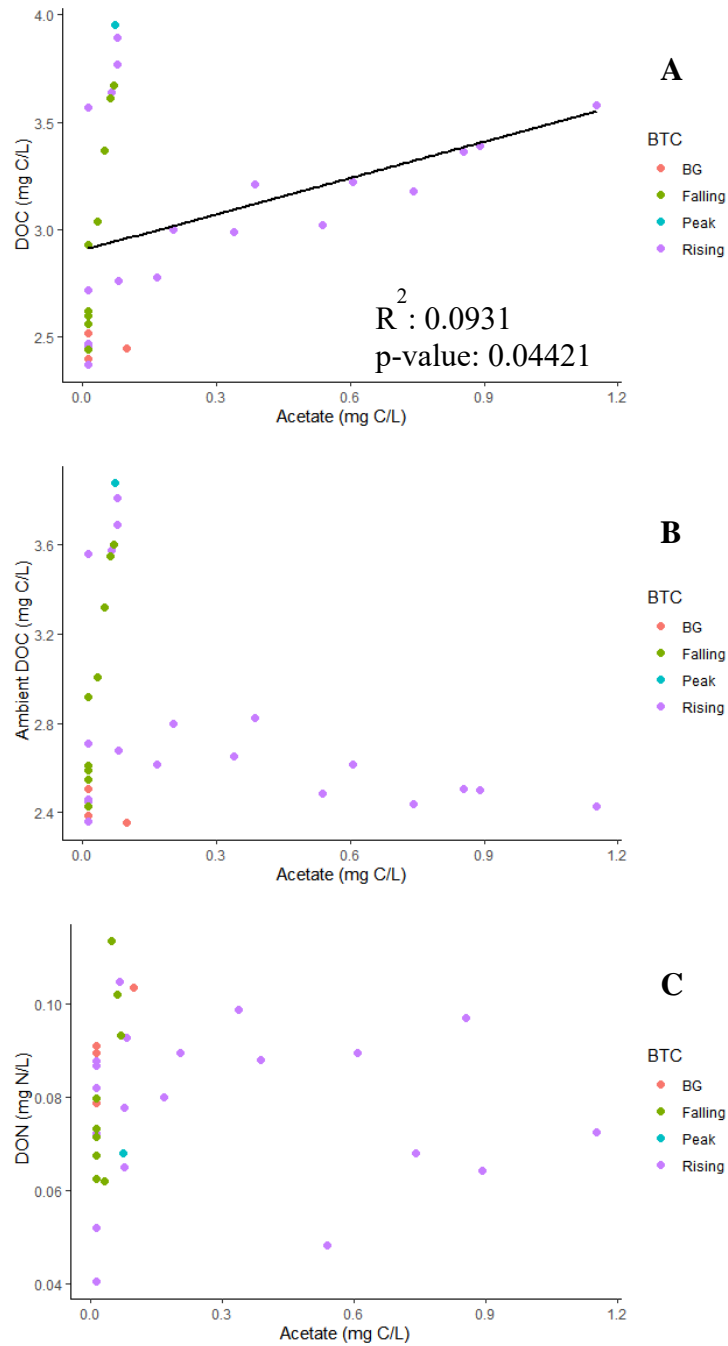 4.0
3.5
3.0
2.5
DOC (mg C/L)
0.0 0.3 0.6 0.9 1.2
Acetate (mg C/L)
R2: 0.0931
p-value: 0.04421
A
BTC
BG
Falling
Peak
Rising
3.6
3.2
2.8
2.4
Ambient DOC (mg C/L)
0.0 0.3 0.6 0.9 1.2
Acetate (mg C/L)
B
BTC
BG
Falling
Peak
Rising
0.10
0.08
0.06
0.04
DON (mg N/L)
0.0 0.3 0.6 0.9 1.2
Acetate (mg C/L)
C
BTC
BG
Falling
Peak
Rising